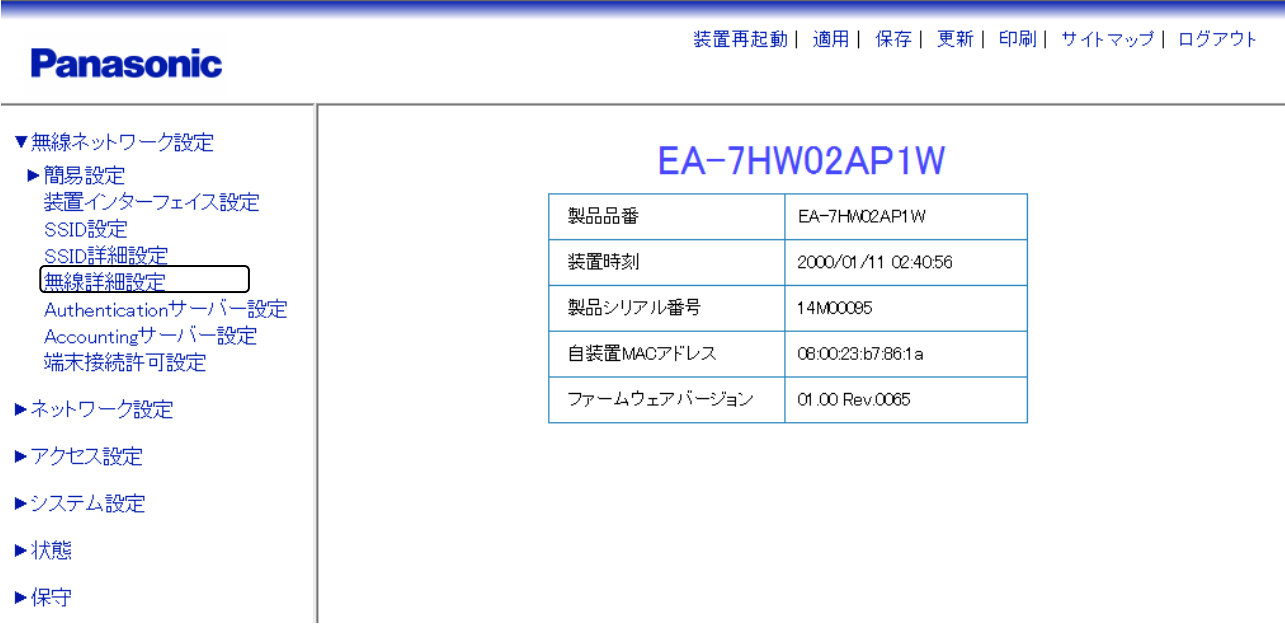 装置再起動| 適用| 保存| 更新| 印刷| サイトマップ| ログアウト
Panasonic
▼無線ネットワーク設定
▶簡易設定
装置インターフェイス設定
SSID設定
SSID詳細設定
無線詳細設定
Authenticationサーバー設定
Accountingサーバー設定
端末接続許可設定
▶ネットワーク設定
▶アクセス設定
▶システム設定
▶状態
▶保守
EA-7HW02AP1W
製品品番 EA-7HW02AP1W
装置時刻 2000/01/11 02:40:56
製品シリアル番号 14M00095
自装置MACアドレス 08:00:23:b7:86:1a
ファームウェアバージョン 01.00 Rev.0065